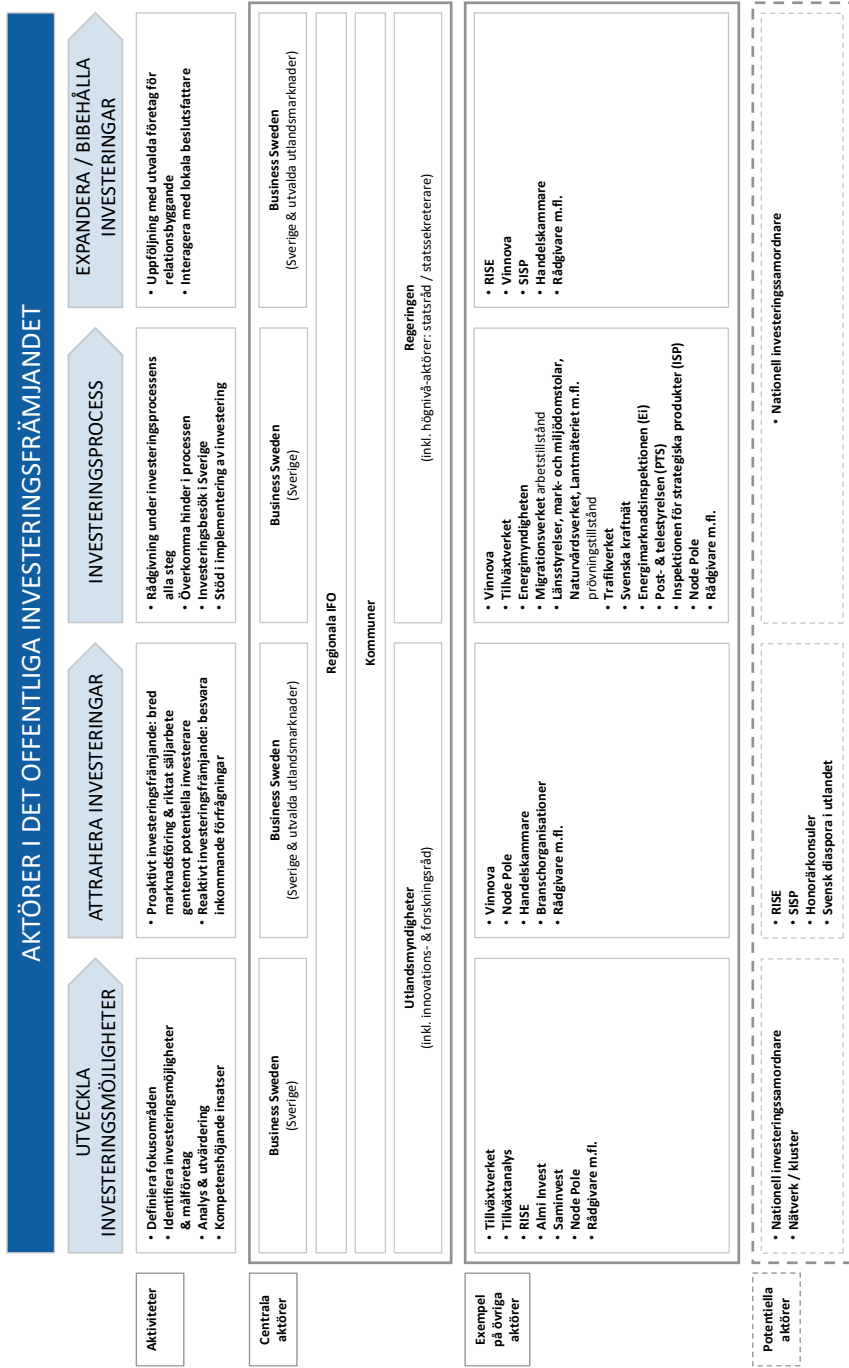 AKTÖRER I DET OFFENTLIGA INVESTERINGSFRÄMJANDET
UTVECKLA
INVESTERINGSMÖJLIGHETER
ATTRAHERA INVESTERINGAR
INVESTERINGSPROCESS
EXPANDERA / BIBEHÅLLA
INVESTERINGAR
Aktiviteter
• Definiera fokusområden
• Identifiera investeringsmöjligheter
& målföretag
• Analys & utvärdering
• Kompetenshöjande insatser
• Proaktivt investeringsfrämjande: bred
marknadsföring & riktat säljarbete
gentemot potentiella investerare
• Reaktivt investeringsfrämjande: besvara
inkommande förfrågningar
• Rådgivning under investeringsprocessens
alla steg
• Överkomma hinder i processen
• Investeringsbesök i Sverige
• Stöd i implementering av investering
• Uppföljning med utvalda företag för
relationsbyggande
• Interagera med lokala beslutsfattare
Centrala
aktörer
Business Sweden
(Sverige)
Business Sweden
(Sverige & utvalda utlandsmarknader)
Business Sweden
(Sverige)
Business Sweden
(Sverige & utvalda utlandsmarknader)
Regionala IFO
Kommuner
Utlandsmyndigheter
(inkl. innovations- & forskningsråd)
Regeringen
(inkl. högnivå-aktörer: statsråd / statssekreterare)
Exempel
på övriga
aktörer
• Tillväxtverket
• Tillväxtanalys
• RISE
• Almi Invest
• Saminvest
• Node Pole
• Rådgivare m.fl.
• Vinnova
• Node Pole
• Handelskammare
• Branschorganisationer
• Rådgivare m.fl.
• Vinnova
• Tillväxtverket
• Energimyndigheten
• Migrationsverket arbetstillstånd
• Länsstyrelser, mark- och miljödomstolar,
Naturvårdsverket, Lantmäteriet m.fl.
prövningstillstånd
• Trafikverket
• Svenska kraftnät
• Energimarknadsinspektionen (Ei)
• Post- & telestyrelsen (PTS)
• Inspektionen för strategiska produkter (ISP)
• Node Pole
• Rådgivare m.fl.
• RISE
• Vinnova
• SISP
• Handelskammare
• Rådgivare m.fl.
Potentiella
aktörer
• Nationell investeringssamordnare
• Nätverk / kluster
• RISE
• SISP
• Honorärkonsuler
• Svensk diaspora i utlandet
• Nationell investeringssamordnare